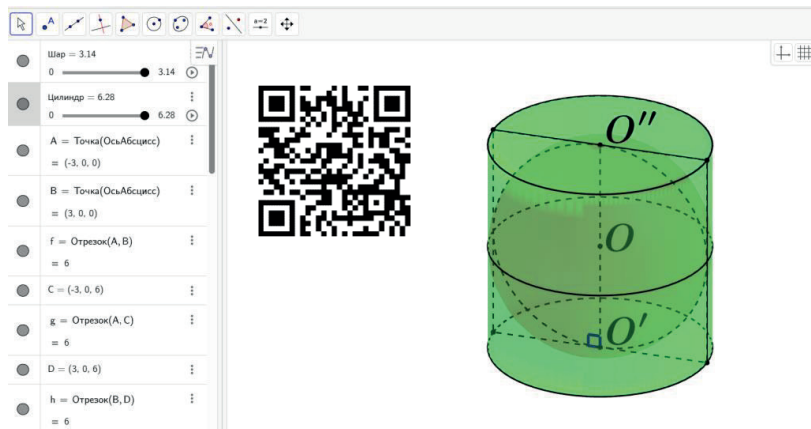 a=2
Шар = 3.14
0 3.14
Цилиндр = 6.28
0 6.28
A = Точка(ОсьАбсцисс)
= (-3, 0, 0)
B = Точка(ОсьАбсцисс)
= (3, 0, 0)
f = Отрезок(A, B)
= 6
C = (-3, 0, 6)
g = Отрезок(A, C)
= 6
D = (3, 0, 6)
h = Отрезок(B, D)
= 6
O''
O
O'